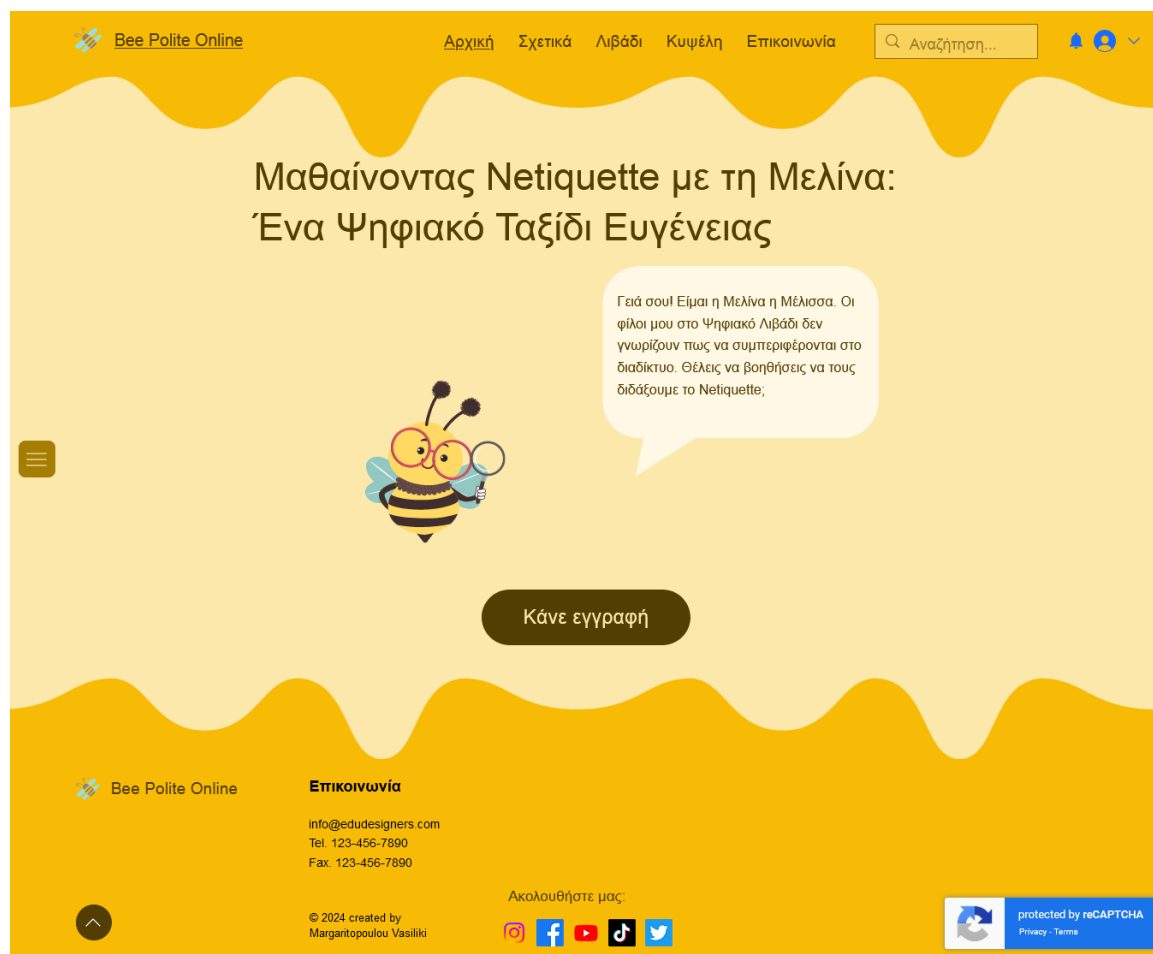 Bee Polite Online
Αρχική Σχετικά Λιβάδι Κυψέλη Επικοινωνία
Αναζήτηση...
Μαθαίνοντας Netiquette με τη Μελίνα:
Ένα Ψηφιακό Ταξίδι Ευγένειας
Γειά σου! Είμαι η Μελίνα η Μέλισσα. Οι
φίλοι μου στο Ψηφιακό Λιβάδι δεν
γνωρίζουν πως να συμπεριφέρονται στο
διαδίκτυο. Θέλεις να βοηθήσεις να τους
διδάξουμε το Netiquette;
Κάνε εγγραφή
Bee Polite Online
Επικοινωνία
info@edudesigners.com
Tel. 123-456-7890
Fax. 123-456-7890
Ακολουθήστε μας:
© 2024 created by
Margaritopoulou Vasiliki
protected by reCAPTCHA
Privacy - Terms